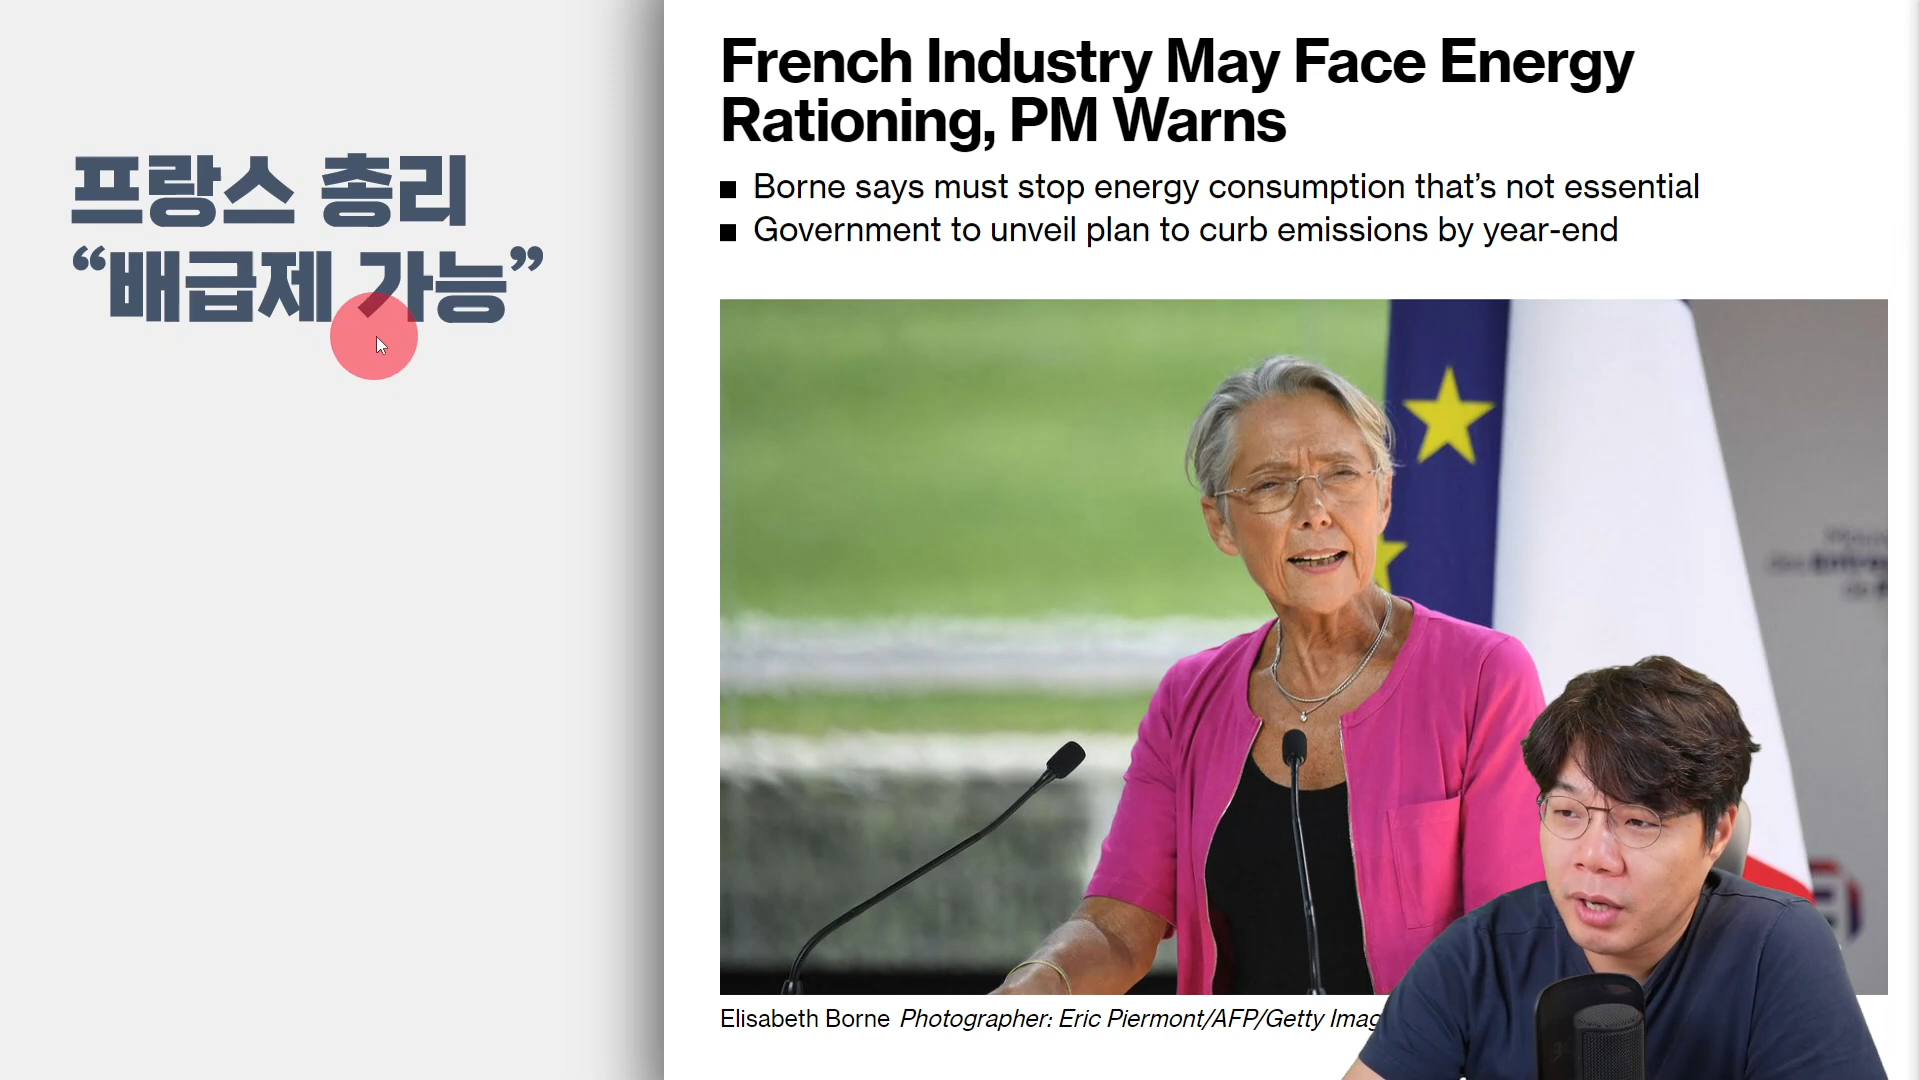 프랑스 총리
“배급제 가능”
French Industry May Face Energy
Rationing, PM Warns
■ Borne says must stop energy consumption that’s not essential
■ Government to unveil plan to curb emissions by year-end
Elisabeth Borne Photographer: Eric Piermont/AFP/Getty